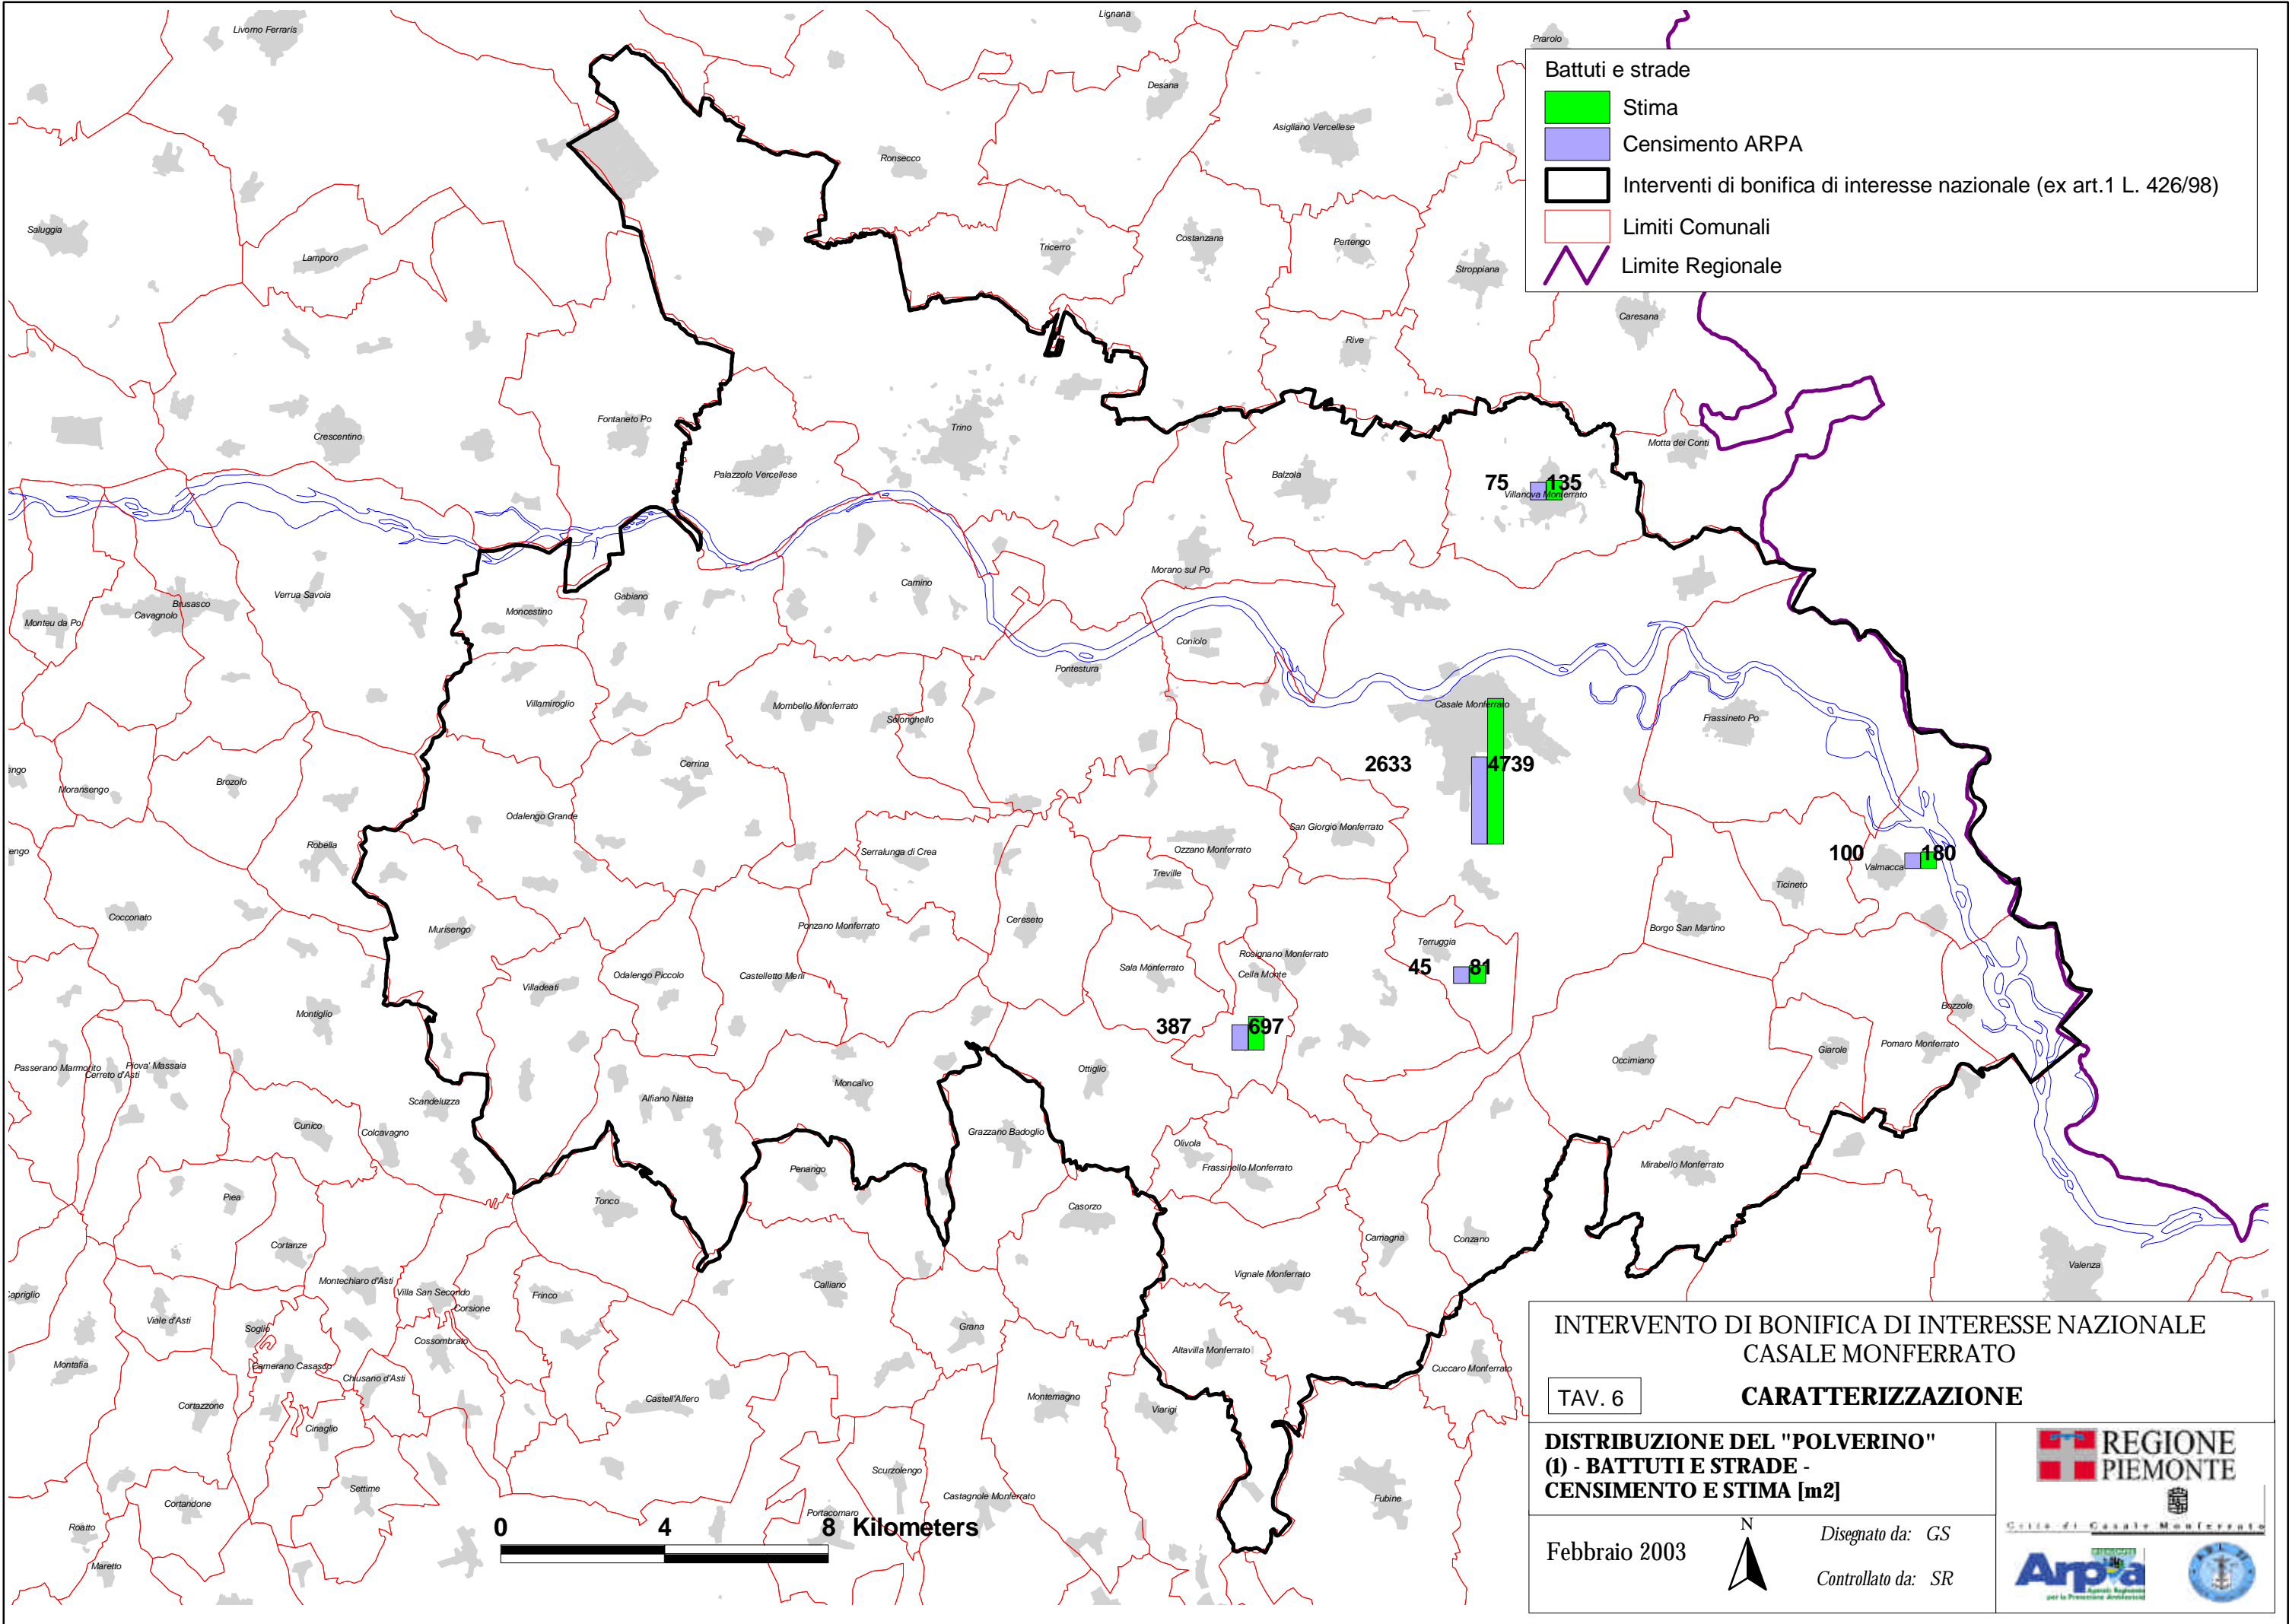 Battuti e strade
Stima
Censimento ARPA
Interventi di bonifica di interesse nazionale (ex art.1 L. 426/98)
Limiti Comunali
Limite Regionale
Livorno Ferraris
Lignana
Prarolo
Desana
Asigliano Vercellese
Ronsecco
Saluggia
Lamporo
Tricerro
Costanzana
Pertengo
Stroppiana
Caresana
Rive
Crescentino
Fontaneto Po
Palazzolo Vercellese
Trino
Balzola
Motta dei Conti
75
135
Villanova Monferrato
Morano sul Po
Verrua Savoia
Brusasco
Cavagnolo
Monteu da Po
Moncestino
Gabiano
Camino
Coniolo
Pontestura
Villamiroglio
Mombello Monferrato
Solonghello
Casale Monferrato
Frassineto Po
2633
4739
Cerrina
engo
Moransengo
Brozolo
Odalengo Grande
San Giorgio Monferrato
engo
Robella
Serralunga di Crea
Ozzano Monferrato
Treville
100
180
Valmacca
Ticineto
Cocconato
Murisengo
Ponzano Monferrato
Cereseto
Borgo San Martino
Terruggia
Rosignano Monferrato
Cella Monte
Sala Monferrato
45
81
Villadeati
Odalengo Piccolo
Castelletto Merli
Montiglio
Bozzole
387
697
Passerano Marmorito
Cerreto d'Asti
Piova' Massaia
Moncalvo
Ottiglio
Occimiano
Giarole
Pomaro Monferrato
Scandeluzza
Alfiano Natta
Cunico
Colcavagno
Grazzano Badoglio
Olivola
Frassinello Monferrato
Mirabello Monferrato
Penango
Piea
Tonco
Casorzo
Cortanze
Camagna
Conzano
Valenza
Montechiaro d'Asti
Villa San Secondo
Corsione
Frinco
Calliano
Vignale Monferrato
apriglio
Viale d'Asti
Soglio
Cossombrato
Grana
Altavilla Monferrato
Montafia
Camerano Casasco
Chiusano d'Asti
Cuccaro Monferrato
Cortazzone
Cinaglio
Castell'Alfero
Montemagno
Viarigi
Settime
Scurzolengo
Castagnole Monferrato
Fubine
Cortandone
Portacomaro
Roatto
Maretto
0 4 8 Kilometers
INTERVENTO DI BONIFICA DI INTERESSE NAZIONALE
CASALE MONFERRATO
TAV. 6
CARATTERIZZAZIONE
DISTRIBUZIONE DEL "POLVERINO"
(1) - BATTUTI E STRADE -
CENSIMENTO E STIMA [m2]
Febbraio 2003
N
Disegnato da: GS
Controllato da: SR
REGIONE
PIEMONTE
Città di Casale Monferrato
Arpa